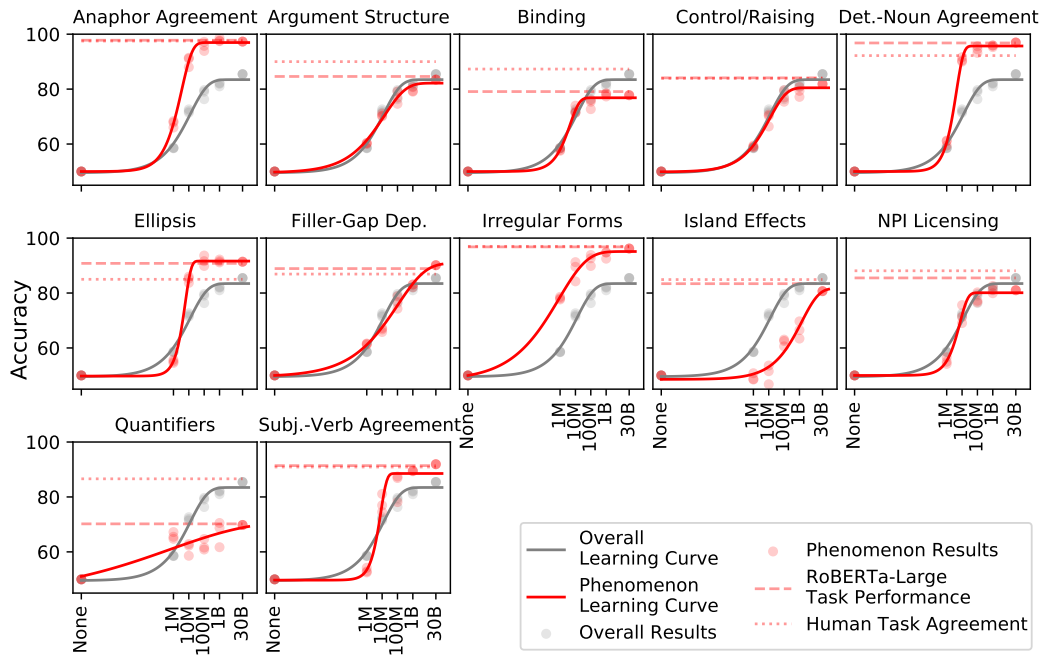 Anaphor Agreement
Argument Structure
Binding
Control/Raising
Det.-Noun Agreement
100
80
60
Ellipsis
Filler-Gap Dep.
Irregular Forms
Island Effects
NPI Licensing
Accuracy
100
80
60
None
1M
10M
100M
1B
30B
None
1M
10M
100M
1B
30B
None
1M
10M
100M
1B
30B
Quantifiers
Subj.-Verb Agreement
100
80
60
None
1M
10M
100M
1B
30B
None
1M
10M
100M
1B
30B
Overall
Learning Curve
Phenomenon
Learning Curve
Overall Results
Phenomenon Results
RoBERTa-Large
Task Performance
Human Task Agreement